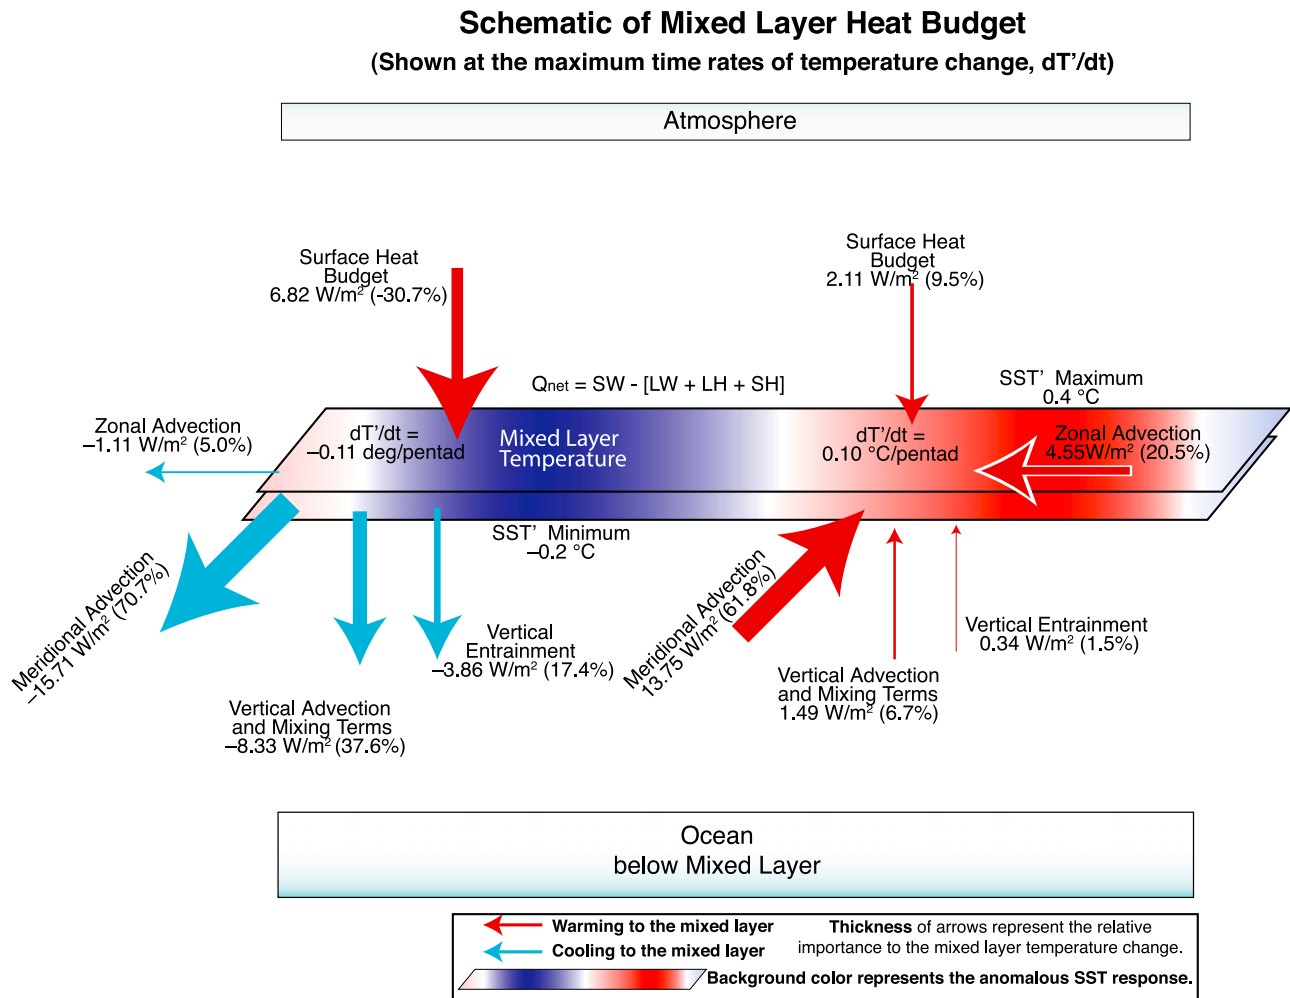 Schematic of Mixed Layer Heat Budget
(Shown at the maximum time rates of temperature change, dT'/dt)
Atmosphere
Surface Heat
Budget
6.82 W/m² (-30.7%)
Surface Heat
Budget
2.11 W/m² (9.5%)
Qnet = SW - [LW + LH + SH]
SST' Maximum
0.4 °C
Zonal Advection
–1.11 W/m² (5.0%)
dT'/dt =
–0.11 deg/pentad
Mixed Layer
Temperature
dT'/dt =
0.10 °C/pentad
Zonal Advection
4.55W/m² (20.5%)
SST' Minimum
–0.2 °C
Meridional Advection
–15.71 W/m² (70.7%)
Vertical Advection
and Mixing Terms
–8.33 W/m² (37.6%)
Vertical
Entrainment
–3.86 W/m² (17.4%)
Meridional Advection
13.75 W/m² (61.8%)
Vertical Advection
and Mixing Terms
1.49 W/m² (6.7%)
Vertical Entrainment
0.34 W/m² (1.5%)
Ocean
below Mixed Layer
Warming to the mixed layer
Cooling to the mixed layer
Thickness of arrows represent the relative
importance to the mixed layer temperature change.
Background color represents the anomalous SST response.